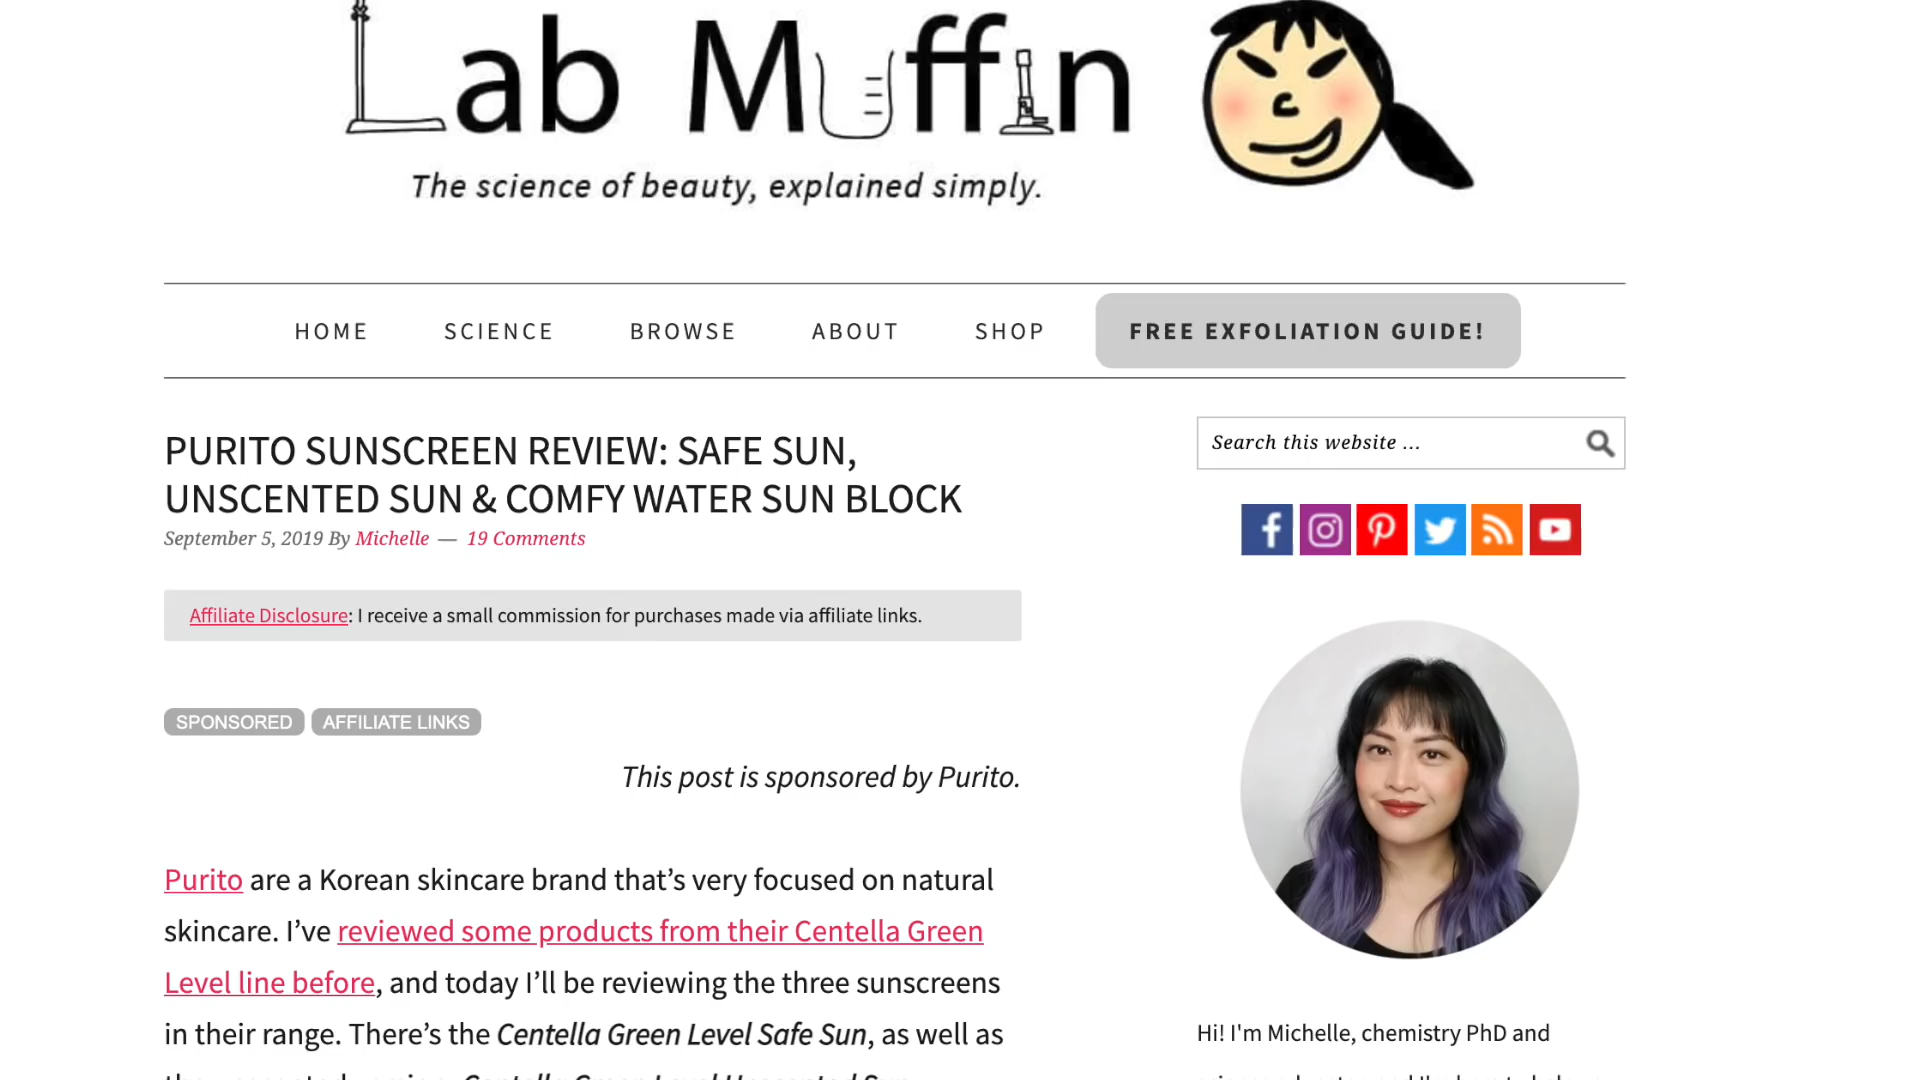 Lab Muffin
The science of beauty, explained simply.
HOME
SCIENCE
BROWSE
ABOUT
SHOP
FREE EXFOLIATION GUIDE!
PURITO SUNSCREEN REVIEW: SAFE SUN,
UNSCENTED SUN & COMFY WATER SUN BLOCK
September 5, 2019 By Michelle — 19 Comments
Affiliate Disclosure: I receive a small commission for purchases made via affiliate links.
SPONSORED AFFILIATE LINKS
This post is sponsored by Purito.
Purito are a Korean skincare brand that’s very focused on natural
skincare. I’ve reviewed some products from their Centella Green
Level line before, and today I’ll be reviewing the three sunscreens
in their range. There’s the Centella Green Level Safe Sun, as well as
Search this website ...
Hi! I'm Michelle, chemistry PhD and